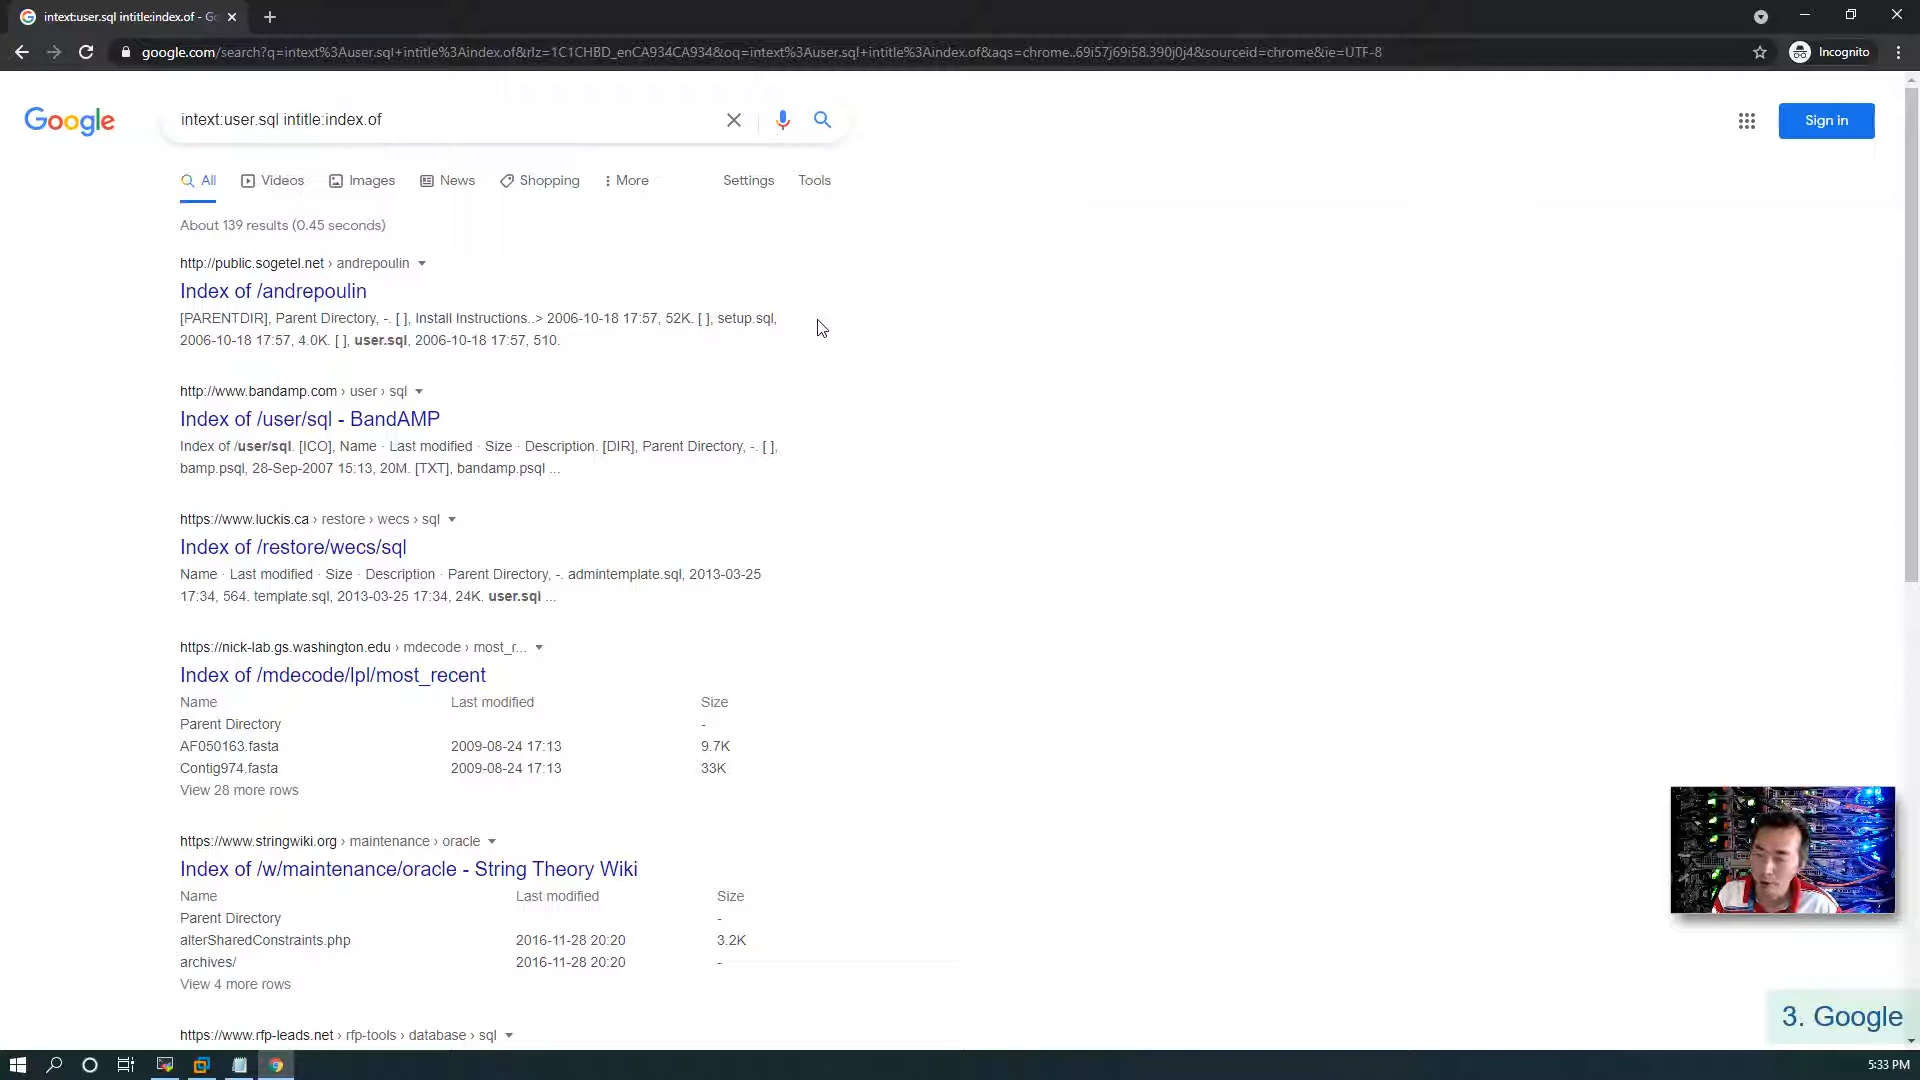 intext:user.sql intitle:index.of - Go
google.com/search?q=intext%3Auser.sql+intitle%3Aindex.of&rlz=1C1CHBD_enCA934CA934&oq=intext%3Auser.sql+intitle%3Aindex.of&aqs=chrome..69i57j69i58.390j0j4&sourceid=chrome&ie=UTF-8
Incognito
Google
intext:user.sql intitle:index.of
Sign in
All
Videos
Images
News
Shopping
More
Settings
Tools
About 139 results (0.45 seconds)
http://public.sogetel.net › andrepoulin
Index of /andrepoulin
[PARENTDIR], Parent Directory, -. [ ], Install Instructions..> 2006-10-18 17:57, 52K. [ ], setup.sql,
2006-10-18 17:57, 4.0K. [ ], user.sql, 2006-10-18 17:57, 510.
http://www.bandamp.com › user › sql
Index of /user/sql - BandAMP
Index of /user/sql. [ICO], Name · Last modified · Size · Description. [DIR], Parent Directory, -. [ ],
bamp.psql, 28-Sep-2007 15:13, 20M. [TXT], bandamp.psql ...
https://www.luckis.ca › restore › wecs › sql
Index of /restore/wecs/sql
Name · Last modified · Size · Description · Parent Directory, -. admintemplate.sql, 2013-03-25
17:34, 564. template.sql, 2013-03-25 17:34, 24K. user.sql ...
https://nick-lab.gs.washington.edu › mdecode › most_r...
Index of /mdecode/lpl/most_recent
Name Last modified Size
Parent Directory -
AF050163.fasta 2009-08-24 17:13 9.7K
Contig974.fasta 2009-08-24 17:13 33K
View 28 more rows
https://www.stringwiki.org › maintenance › oracle
Index of /w/maintenance/oracle - String Theory Wiki
Name Last modified Size
Parent Directory -
alterSharedConstraints.php 2016-11-28 20:20 3.2K
archives/ 2016-11-28 20:20 -
View 4 more rows
https://www.rfp-leads.net › rfp-tools › database › sql
3. Google
5:33 PM